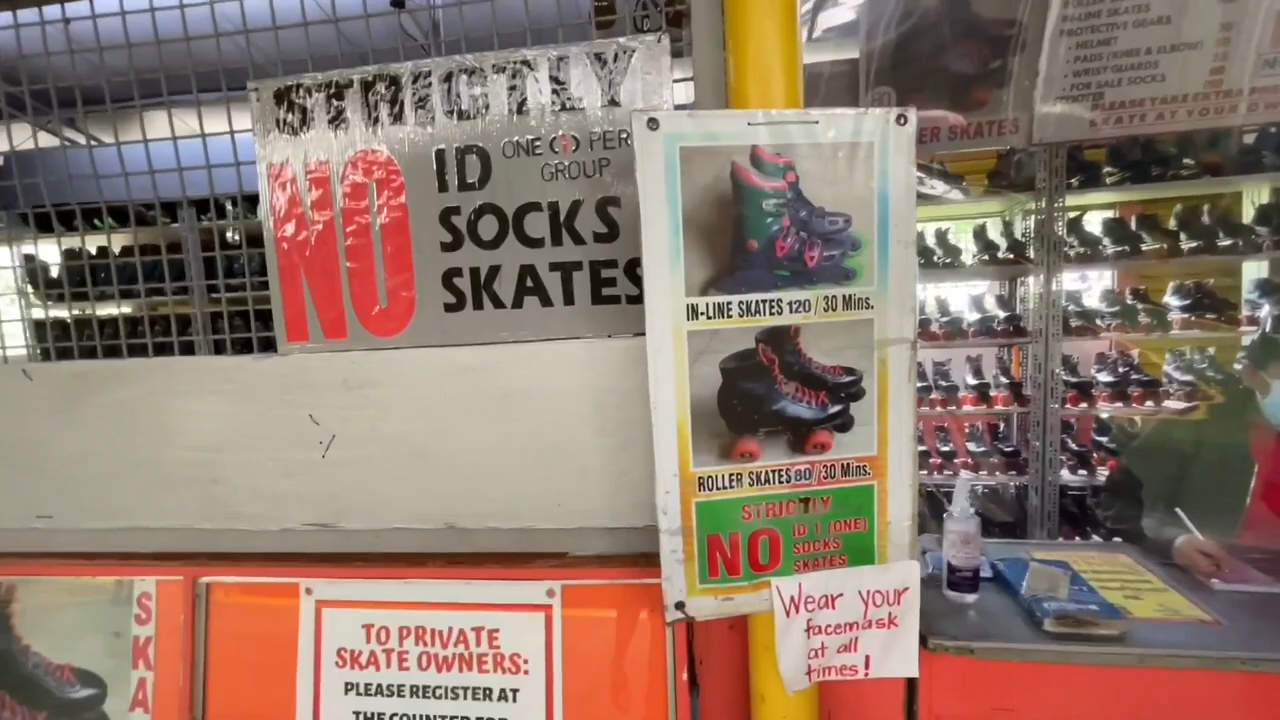 STRICTLY
NO
ID
ONE (1) PER
GROUP
SOCKS
SKATES
IN-LINE SKATES 120/30 Mins.
ROLLER SKATES 80/30 Mins.
STRICTLY
NO
ID 1 (ONE)
SOCKS
SKATES
Wear your
facemask
at all
times!
TO PRIVATE
SKATE OWNERS:
PLEASE REGISTER AT
THE COUNTER FOR
SKA
SKATES
IN-LINE SKATES
PROTECTIVE GEARS
• HELMET
• PADS (KNEE & ELBOW)
• WRIST GUARDS
• FOR SALE SOCKS
PLEASE TAKE EXTRA
SKATE AT YOUR